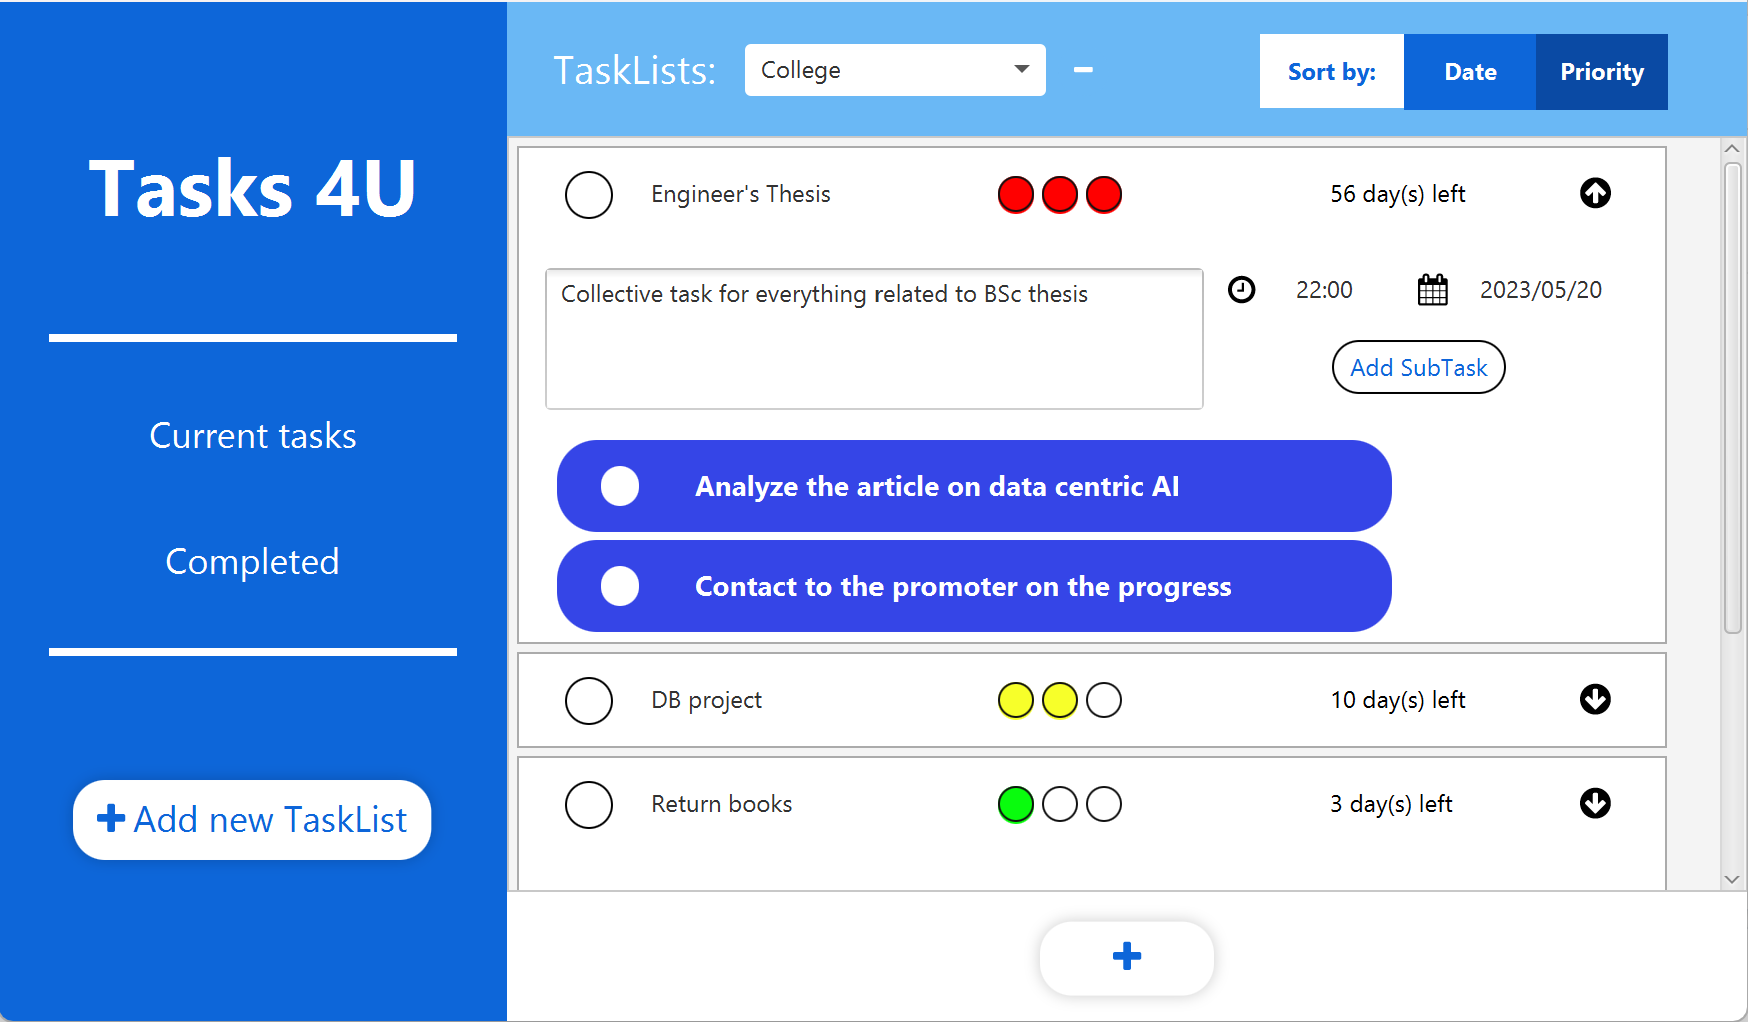 Tasks 4U
Current tasks
Completed
Add new TaskList
TaskLists: College
Sort by: Date Priority
Engineer's Thesis 56 day(s) left
Collective task for everything related to BSc thesis
22:00 2023/05/20
Add SubTask
Analyze the article on data centric AI
Contact to the promoter on the progress
DB project 10 day(s) left
Return books 3 day(s) left